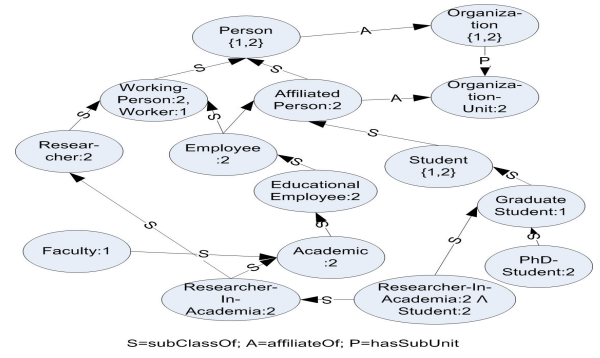 Person
{1,2}
A
Organiza-
tion
{1,2}
S
S
P
Working-
Person:2,
Worker:1
Affiliated
Person:2
A
Organiza-
tion-
Unit:2
S
S
S
Resear-
cher:2
Employee
:2
Student
{1,2}
S
S
Educational
Employee:2
Graduate
Student:1
S
S
S
S
Faculty:1
S
Academic
:2
PhD-
Student:2
S
Researcher-
In-
Academia:2
S
Researcher-In-
Academia:2 Λ
Student:2
S=subClassOf; A=affiliateOf; P=hasSubUnit